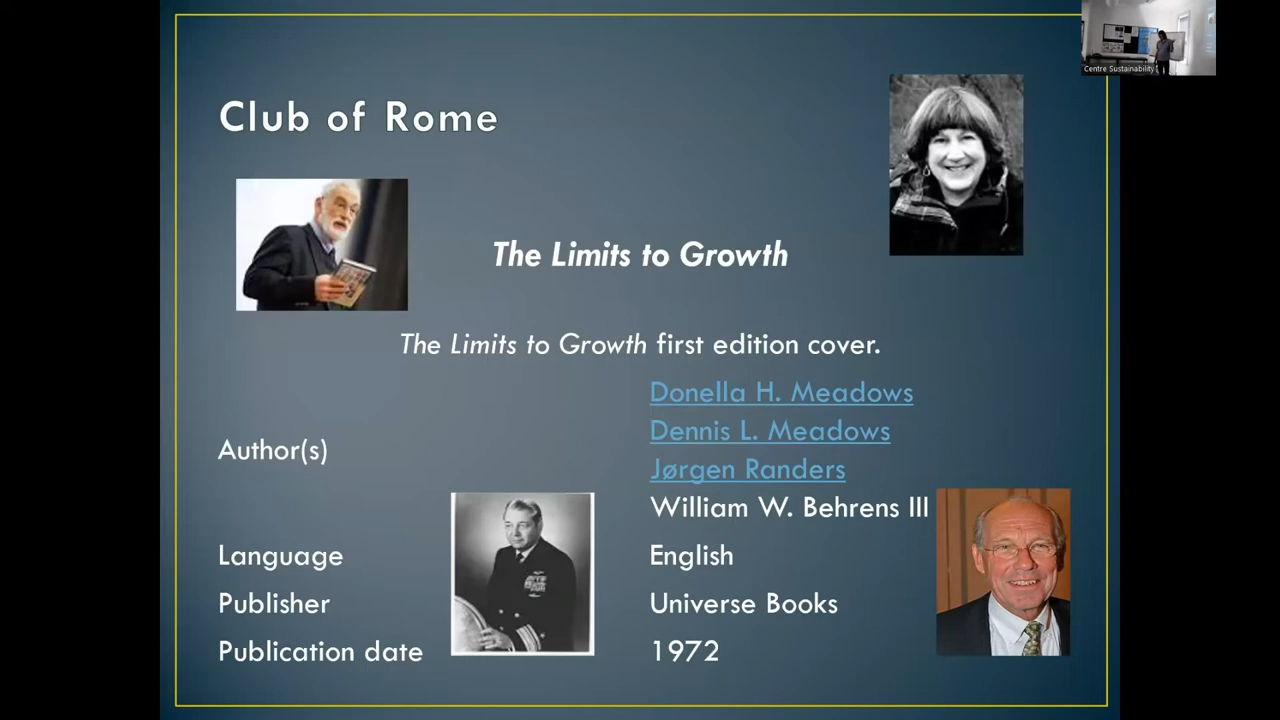 Centre Sustainability
Club of Rome
The Limits to Growth
The Limits to Growth first edition cover.
Author(s)
Donella H. Meadows
Dennis L. Meadows
Jørgen Randers
William W. Behrens III
Language
English
Publisher
Universe Books
Publication date
1972